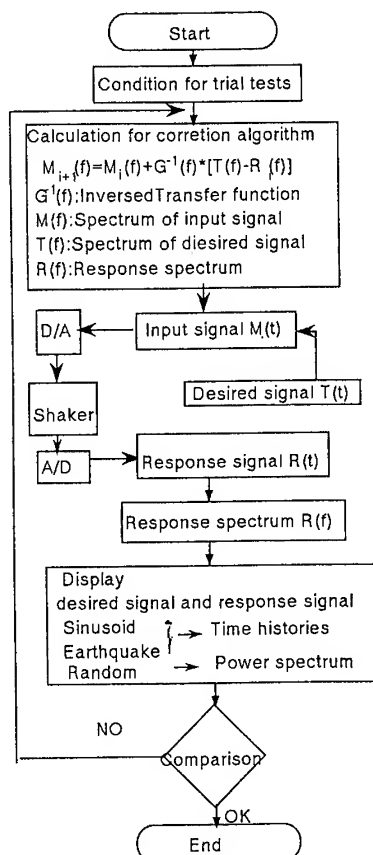 Start
Condition for trial tests
Calculation for corretion algorithm
M_{i+1}(f)=M_i(f)+G^{-1}(f)*[T(f)-R_i(f)]
G^{-1}(f):InversedTransfer function
M(f):Spectrum of input signal
T(f):Spectrum of diesired signal
R(f):Response spectrum
D/A
Input signal M_i(t)
Desired signal T(t)
Shaker
A/D
Response signal R(t)
Response spectrum R(f)
Display
desired signal and response signal
Sinusoid
Earthquake
Time histories
Random
Power spectrum
NO
Comparison
OK
End